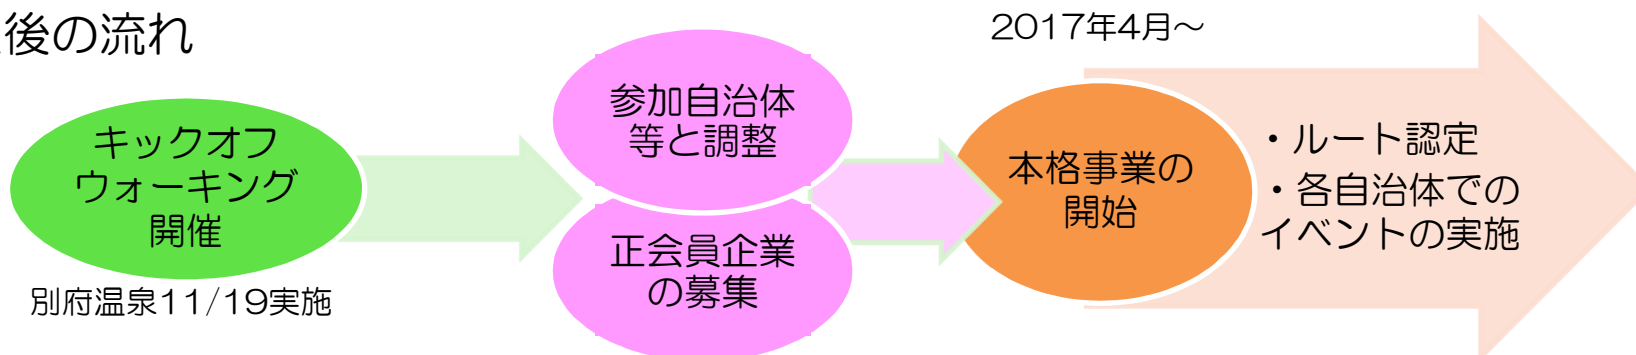 後の流れ
キックオフ
ウォーキング
開催
別府温泉11/19実施
参加自治体
等と調整
正会員企業
の募集
2017年4月～
本格事業の
開始
・ルート認定
・各自治体での
イベントの実施